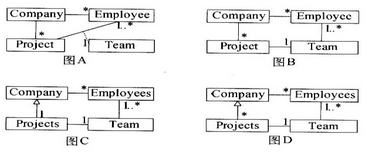 Company * Employee
* 1..*
Project 1 Team
图A
Company * Employee
* 1..*
Project 1 Team
图B
Company * Employees
1 1..*
Projects 1 Team
图C
Company * Employees
* 1..*
Projects 1 Team
图D